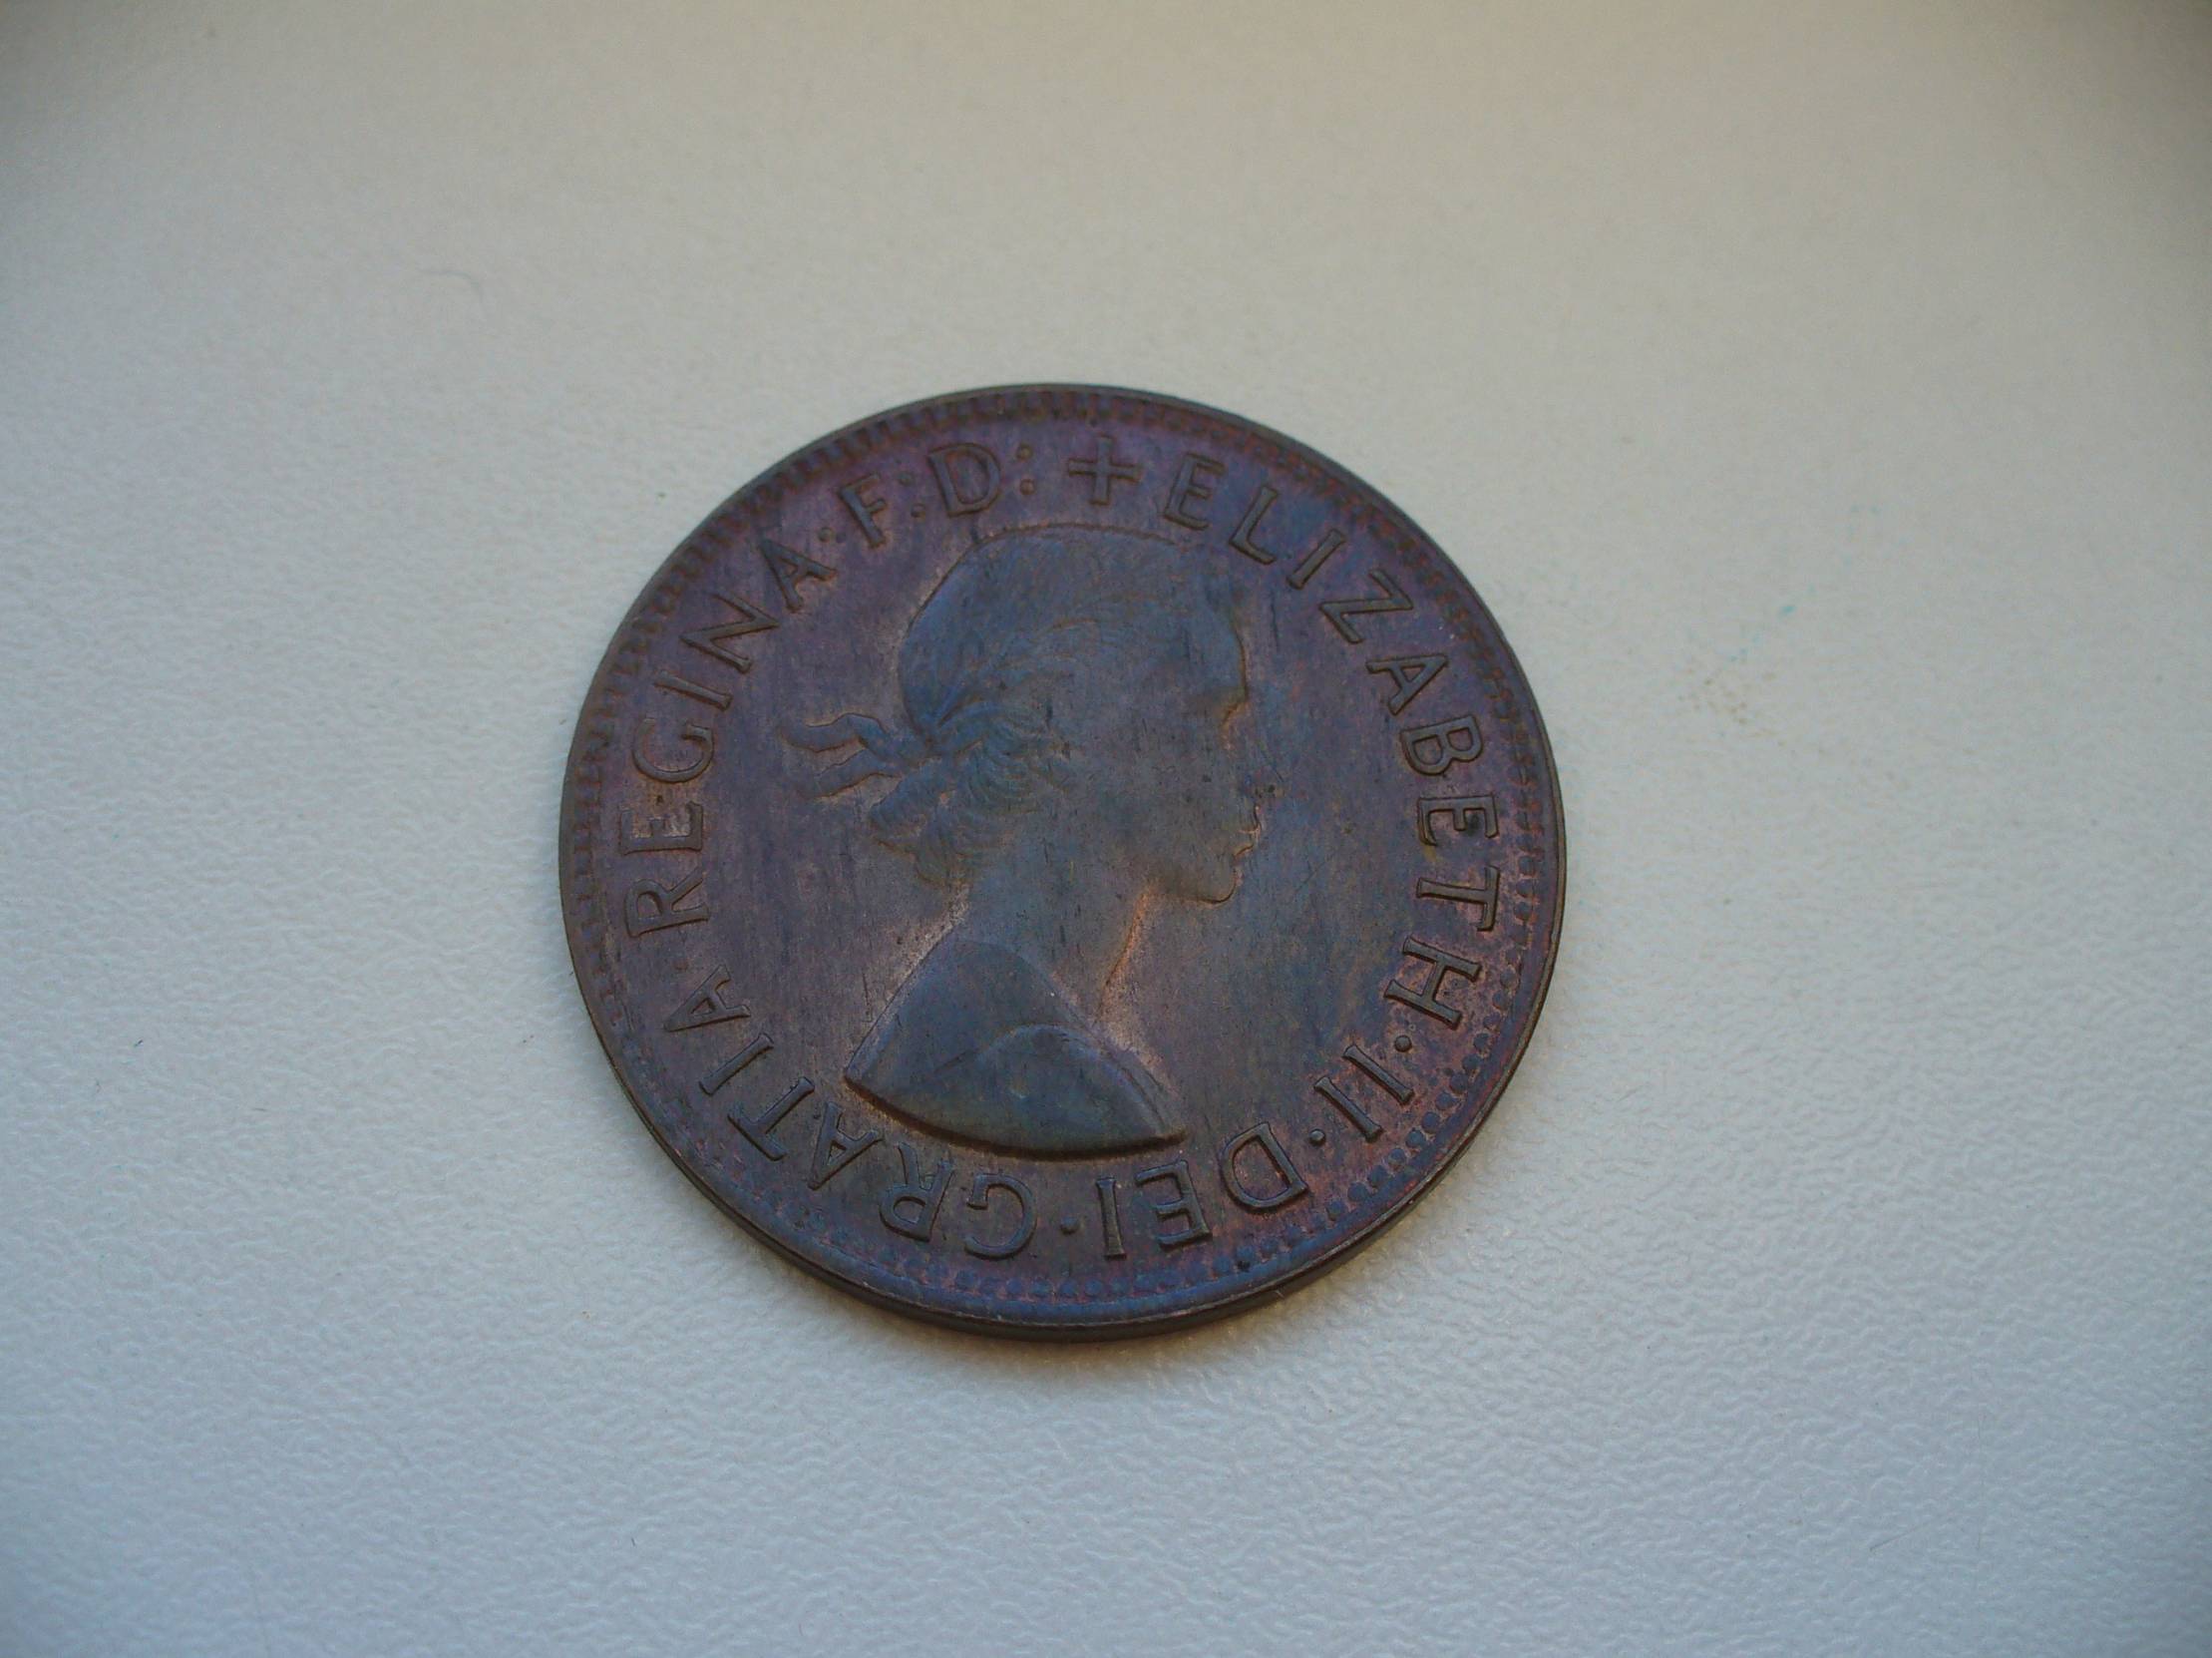 + ELIZABETH · II · DEI · GRATIA · REGINA · F: D: